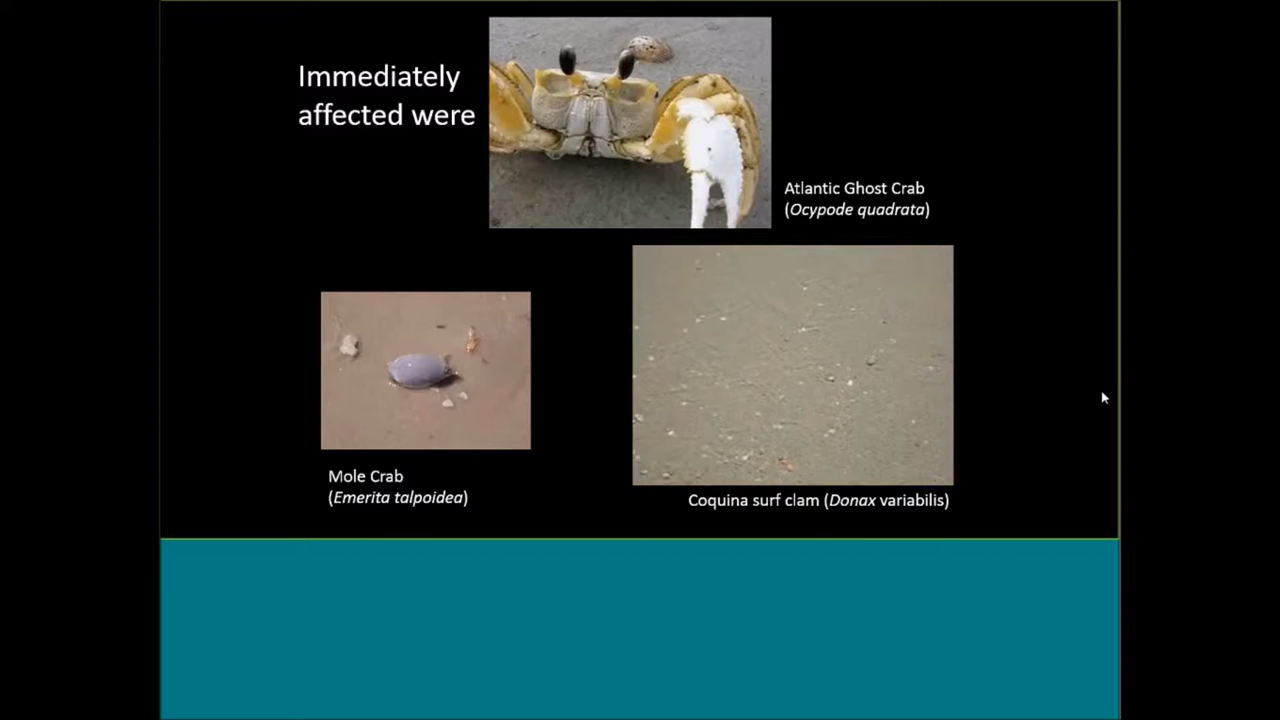 Immediately
affected were
Atlantic Ghost Crab
(Ocypode quadrata)
Mole Crab
(Emerita talpoidea)
Coquina surf clam (Donax variabilis)